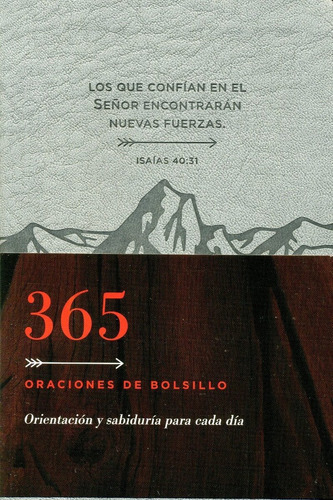 LOS QUE CONFÍAN EN EL
SEÑOR ENCONTRARÁN
NUEVAS FUERZAS.
ISAÍAS 40:31
365
ORACIONES DE BOLSILLO
Orientación y sabiduría para cada día